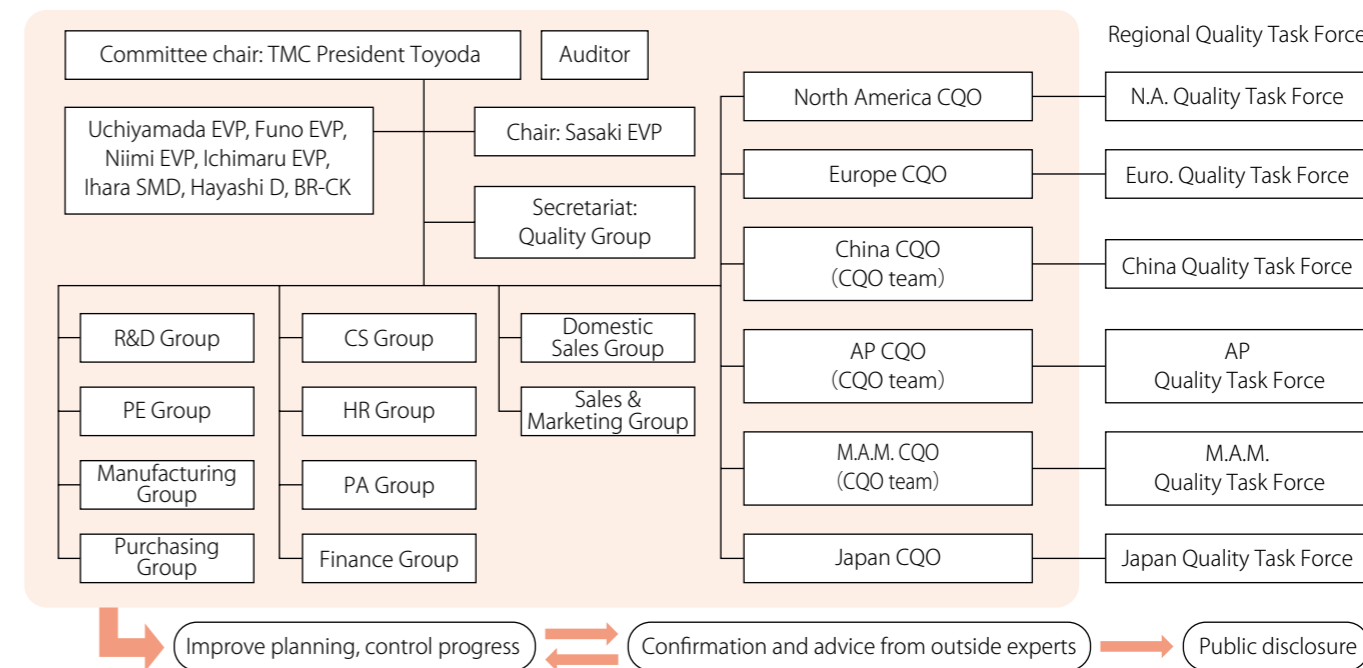 Committee chair: TMC President Toyoda
Auditor
Regional Quality Task Force
Uchiyamada EVP, Funo EVP,
Niimi EVP, Ichimaru EVP,
Ihara SMD, Hayashi D, BR-CK
Chair: Sasaki EVP
Secretariat:
Quality Group
North America CQO
N.A. Quality Task Force
Europe CQO
Euro. Quality Task Force
China CQO
(CQO team)
China Quality Task Force
AP CQO
(CQO team)
AP
Quality Task Force
M.A.M. CQO
(CQO team)
M.A.M.
Quality Task Force
Japan CQO
Japan Quality Task Force
R&D Group
PE Group
Manufacturing
Group
Purchasing
Group
CS Group
HR Group
PA Group
Finance Group
Domestic
Sales Group
Sales &
Marketing Group
Improve planning, control progress
Confirmation and advice from outside experts
Public disclosure